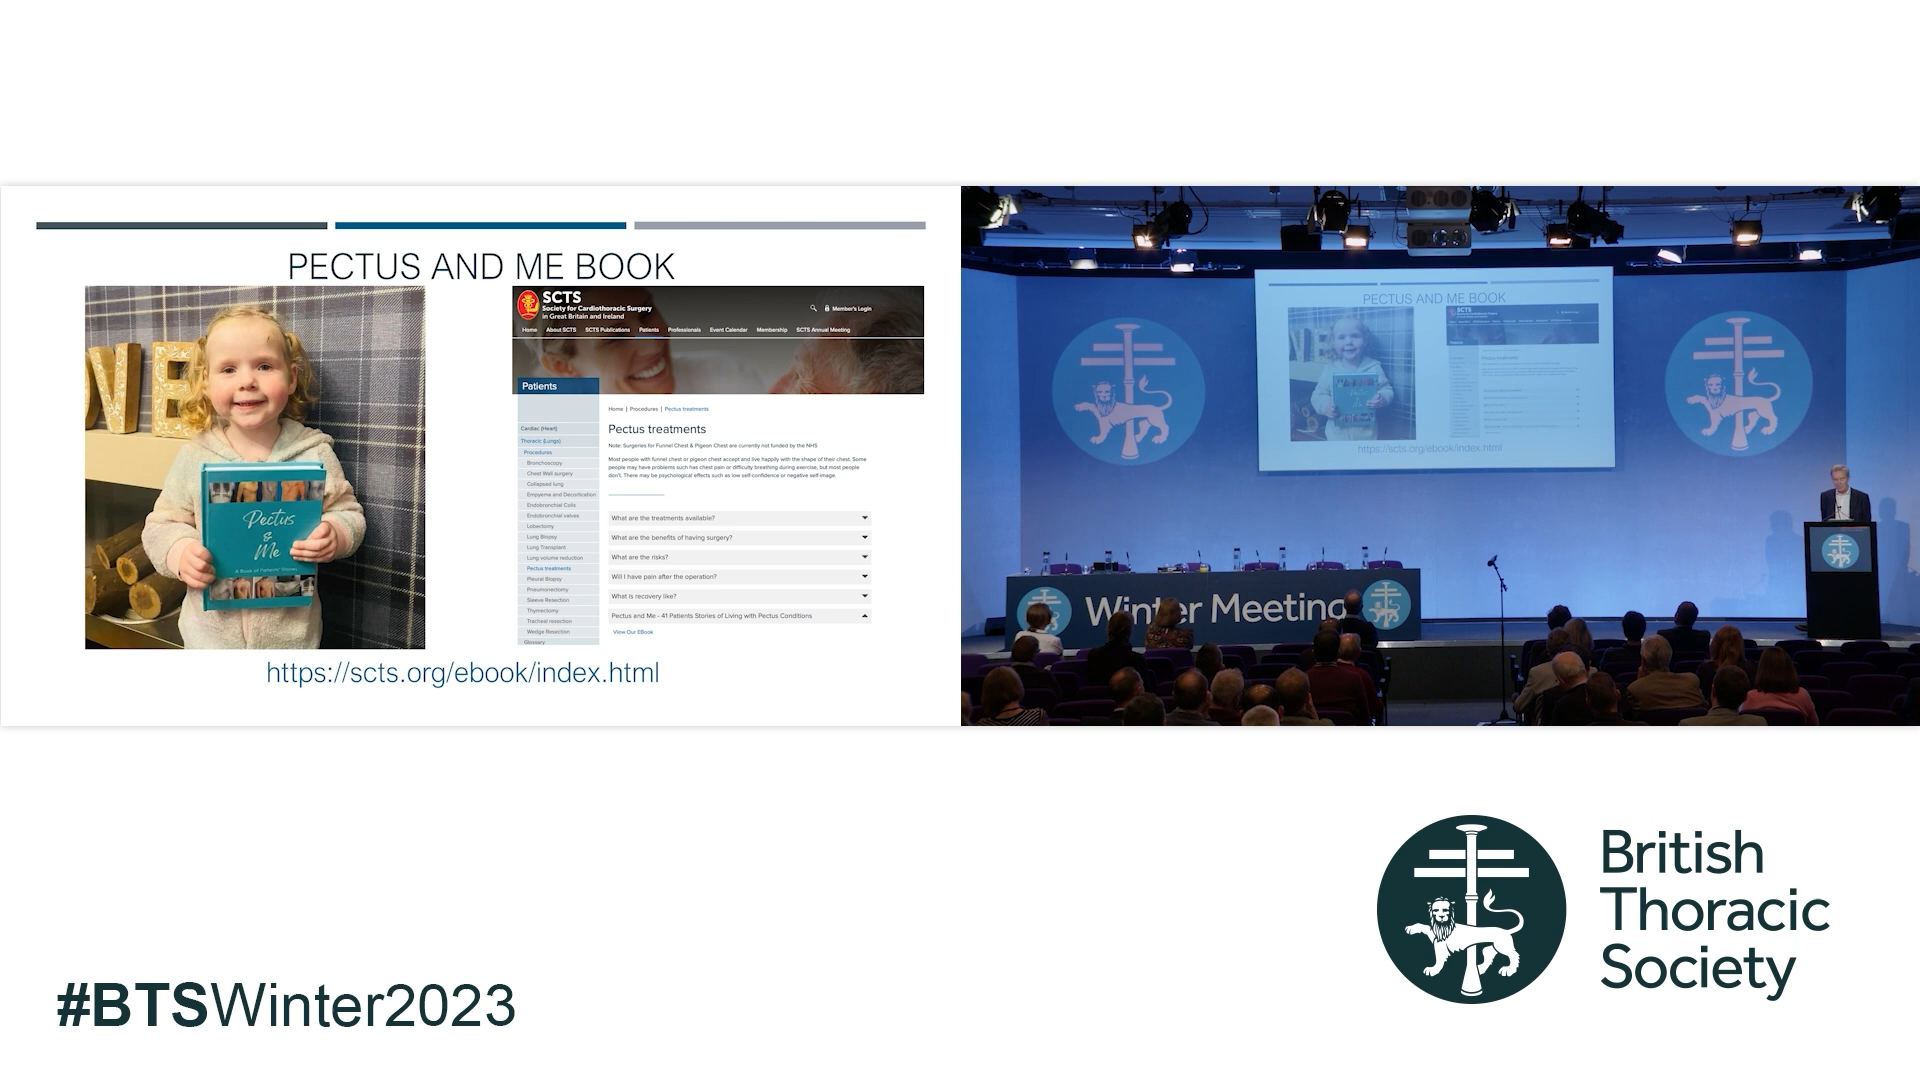 PECTUS AND ME BOOK
NE
Pectus
&
Me
A Book of Patients' Stories
SCTS
Society for Cardiothoracic Surgery
in Great Britain and Ireland
Member's Login
Home About SCTS SCTS Publications Patients Professionals Event Calendar Membership SCTS Annual Meeting
Patients
Cardiac (Heart)
Thoracic (Lungs)
Procedures
Bronchoscopy
Chest Wall surgery
Collapsed lung
Empyema and Decortication
Endobronchial Coils
Endobronchial valves
Lobectomy
Lung Biopsy
Lung Transplant
Lung volume reduction
Pectus treatments
Pleural Biopsy
Pneumonectomy
Sleeve Resection
Thymectomy
Tracheal resection
Wedge Resection
Glossary
Home | Procedures | Pectus treatments
Pectus treatments
Note: Surgeries for Funnel Chest & Pigeon Chest are currently not funded by the NHS
Most people with funnel chest or pigeon chest accept and live happily with the shape of their chest. Some
people may have problems such has chest pain or difficulty breathing during exercise, but most people
don't. There may be psychological effects such as low self-confidence or negative self-image.
What are the treatments available?
What are the benefits of having surgery?
What are the risks?
Will I have pain after the operation?
What is recovery like?
Pectus and Me - 41 Patients Stories of Living with Pectus Conditions
View Our EBook
https://scts.org/ebook/index.html
PECTUS AND ME BOOK
SCTS
Pectus treatments
https://scts.org/ebook/index.html
Winter Meeting
British
Thoracic
Society
#BTSWinter2023